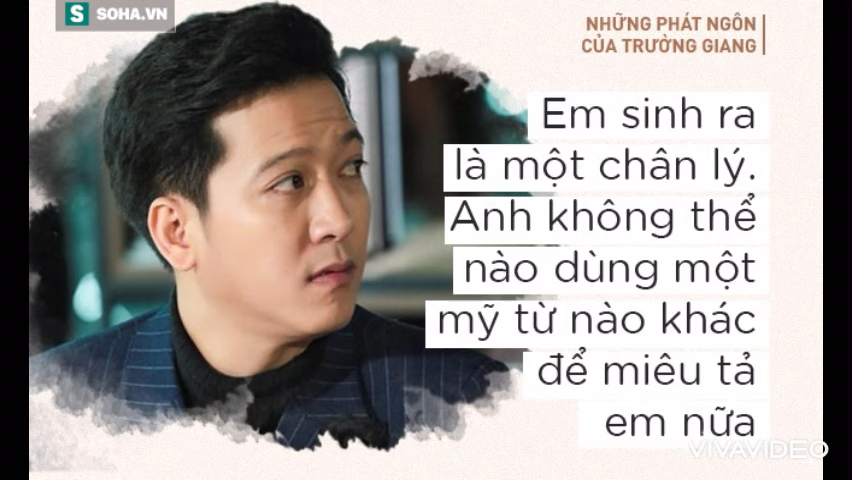 S SOHA.VN
NHỮNG PHÁT NGÔN
CỦA TRƯỜNG GIANG
Em sinh ra
là một chân lý.
Anh không thể
nào dùng một
mỹ từ nào khác
để miêu tả
em nữa
VIVAVIDEO